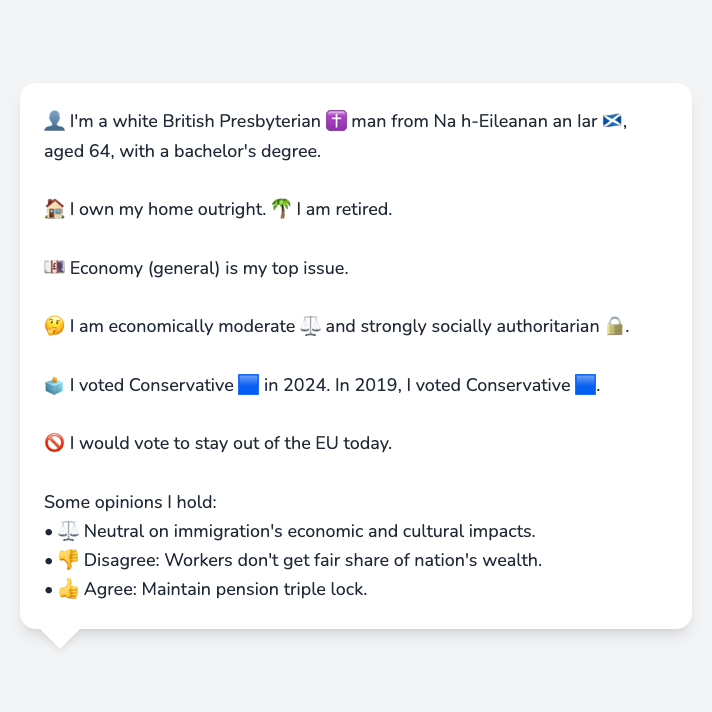 👤 I'm a white British Presbyterian ✝️ man from Na h-Eileanan an Iar 🏴󠁧󠁢󠁳󠁣󠁴󠁿,
aged 64, with a bachelor's degree.
🏠 I own my home outright. 🌴 I am retired.
💷 Economy (general) is my top issue.
🤔 I am economically moderate ⚖️ and strongly socially authoritarian 🔒.
🗳️ I voted Conservative 🟦 in 2024. In 2019, I voted Conservative 🟦.
🚫 I would vote to stay out of the EU today.
Some opinions I hold:
• ⚖️ Neutral on immigration's economic and cultural impacts.
• 👎 Disagree: Workers don't get fair share of nation's wealth.
• 👍 Agree: Maintain pension triple lock.